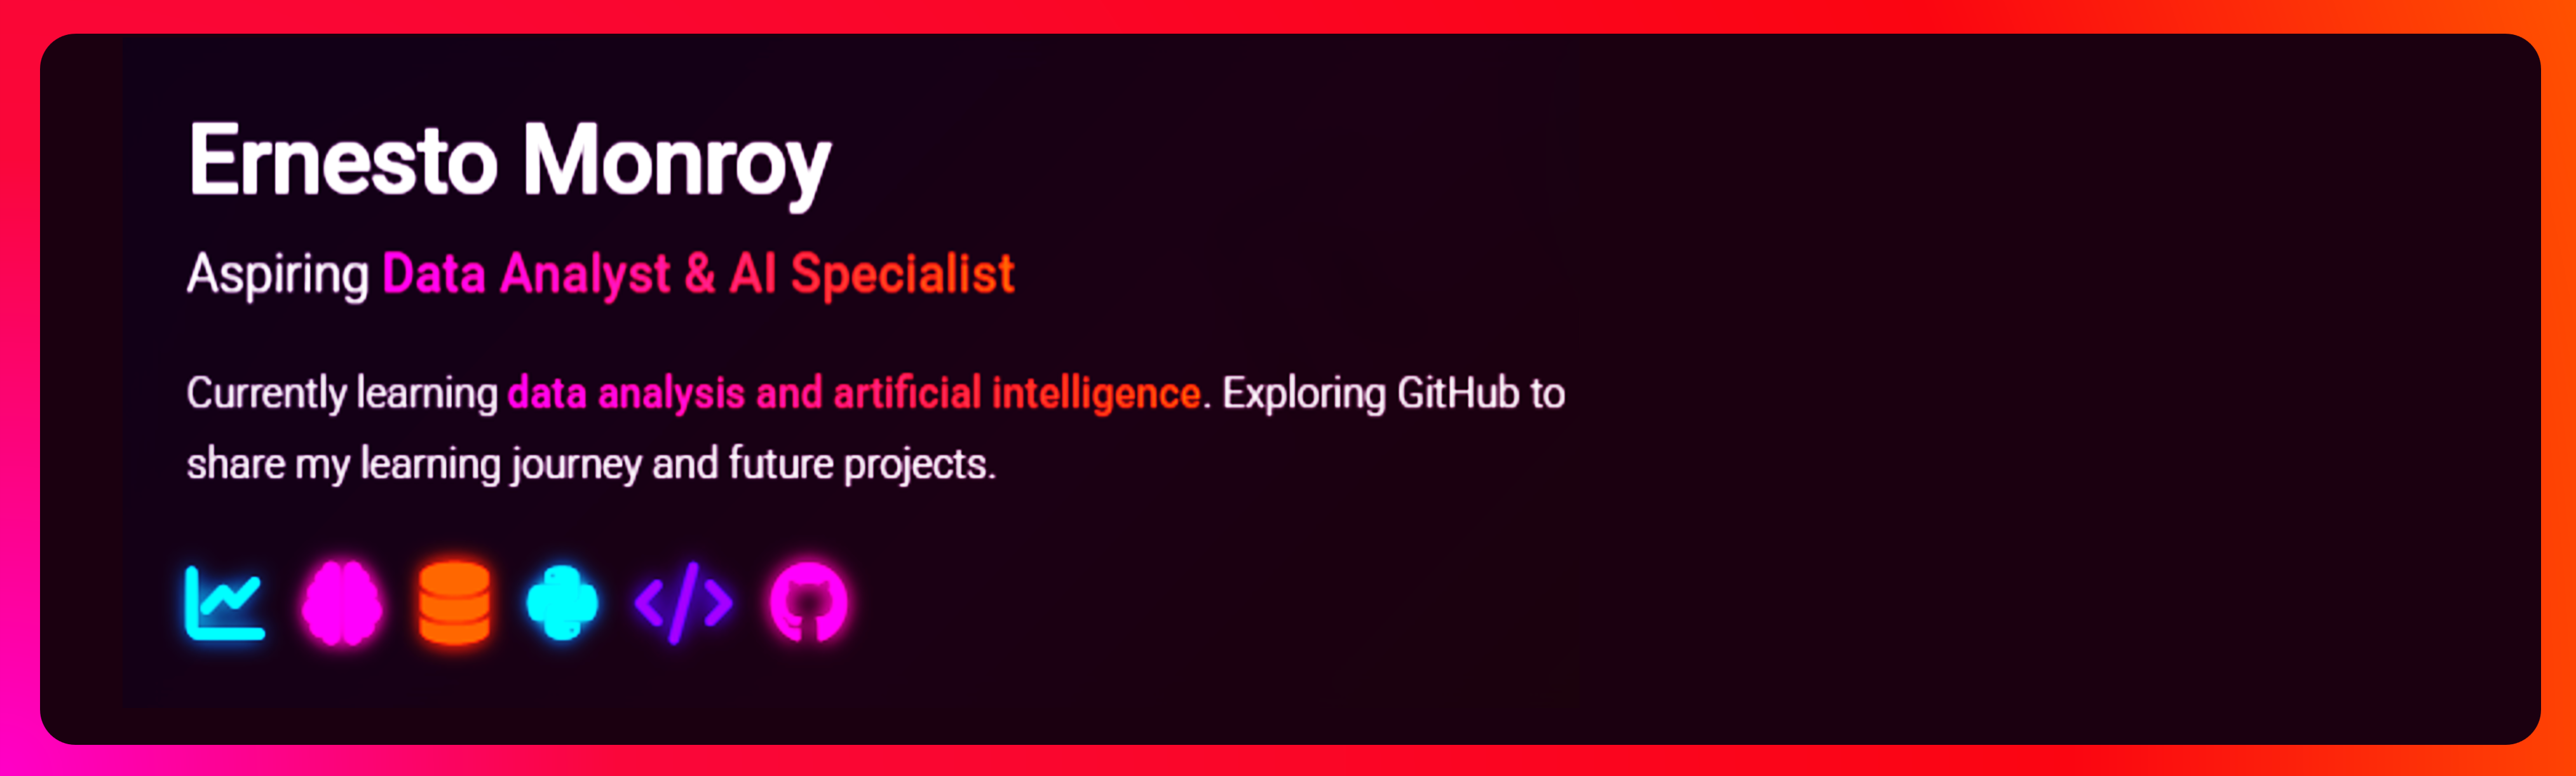 Ernesto Monroy
Aspiring Data Analyst & AI Specialist
Currently learning data analysis and artificial intelligence. Exploring GitHub to
share my learning journey and future projects.